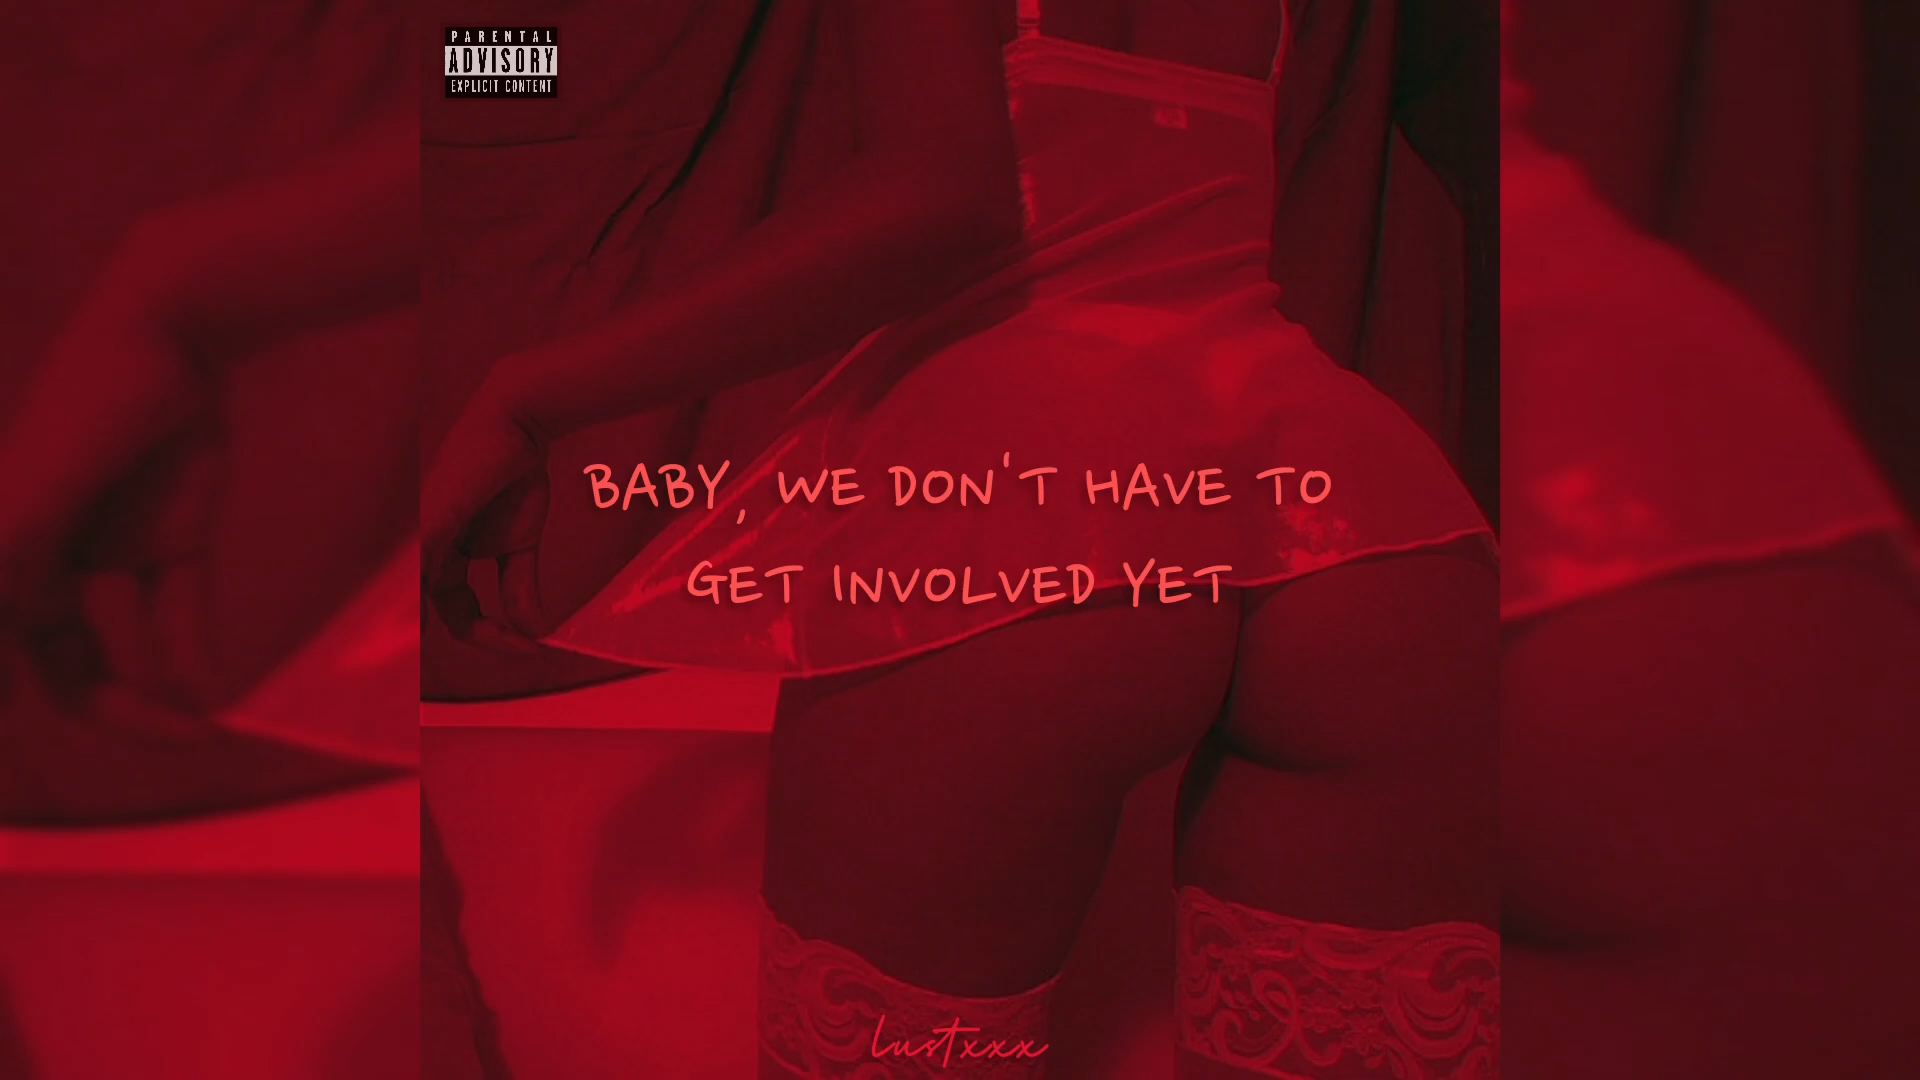 PARENTAL
ADVISORY
EXPLICIT CONTENT
BABY, WE DON'T HAVE TO
GET INVOLVED YET
lustxxx